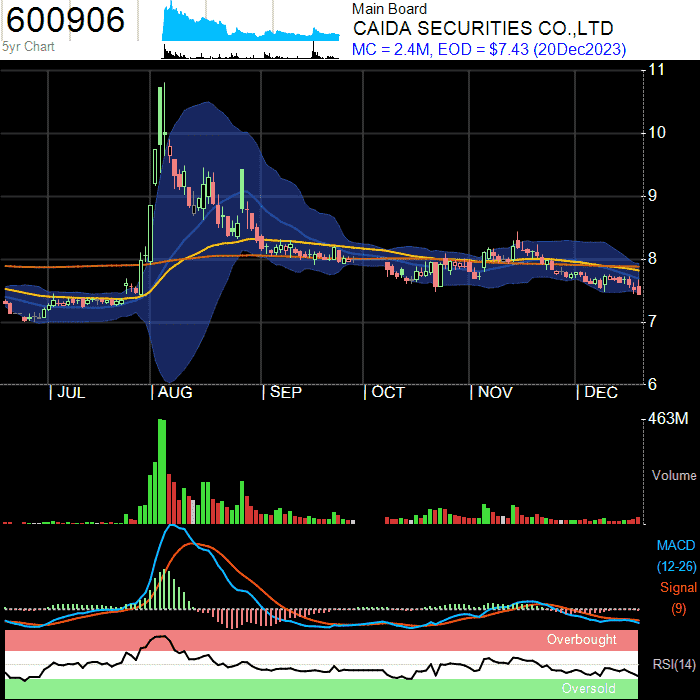 600906
5yr Chart
Main Board
CAIDA SECURITIES CO.,LTD
MC = 2.4M, EOD = $7.43 (20Dec2023)
11
10
9
8
7
6
JUL
AUG
SEP
OCT
NOV
DEC
463M
Volume
MACD
(12-26)
Signal
(9)
Overbought
RSI(14)
Oversold